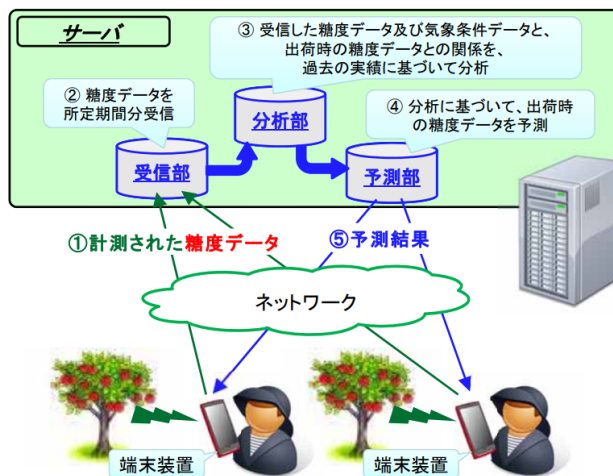 サーバ
③ 受信した糖度データ及び気象条件データと、
出荷時の糖度データとの関係を、
過去の実績に基づいて分析
② 糖度データを
所定期間分受信
分析部
④ 分析に基づいて、出荷時
の糖度データを予測
受信部
予測部
①計測された糖度データ
⑤予測結果
ネットワーク
端末装置
端末装置